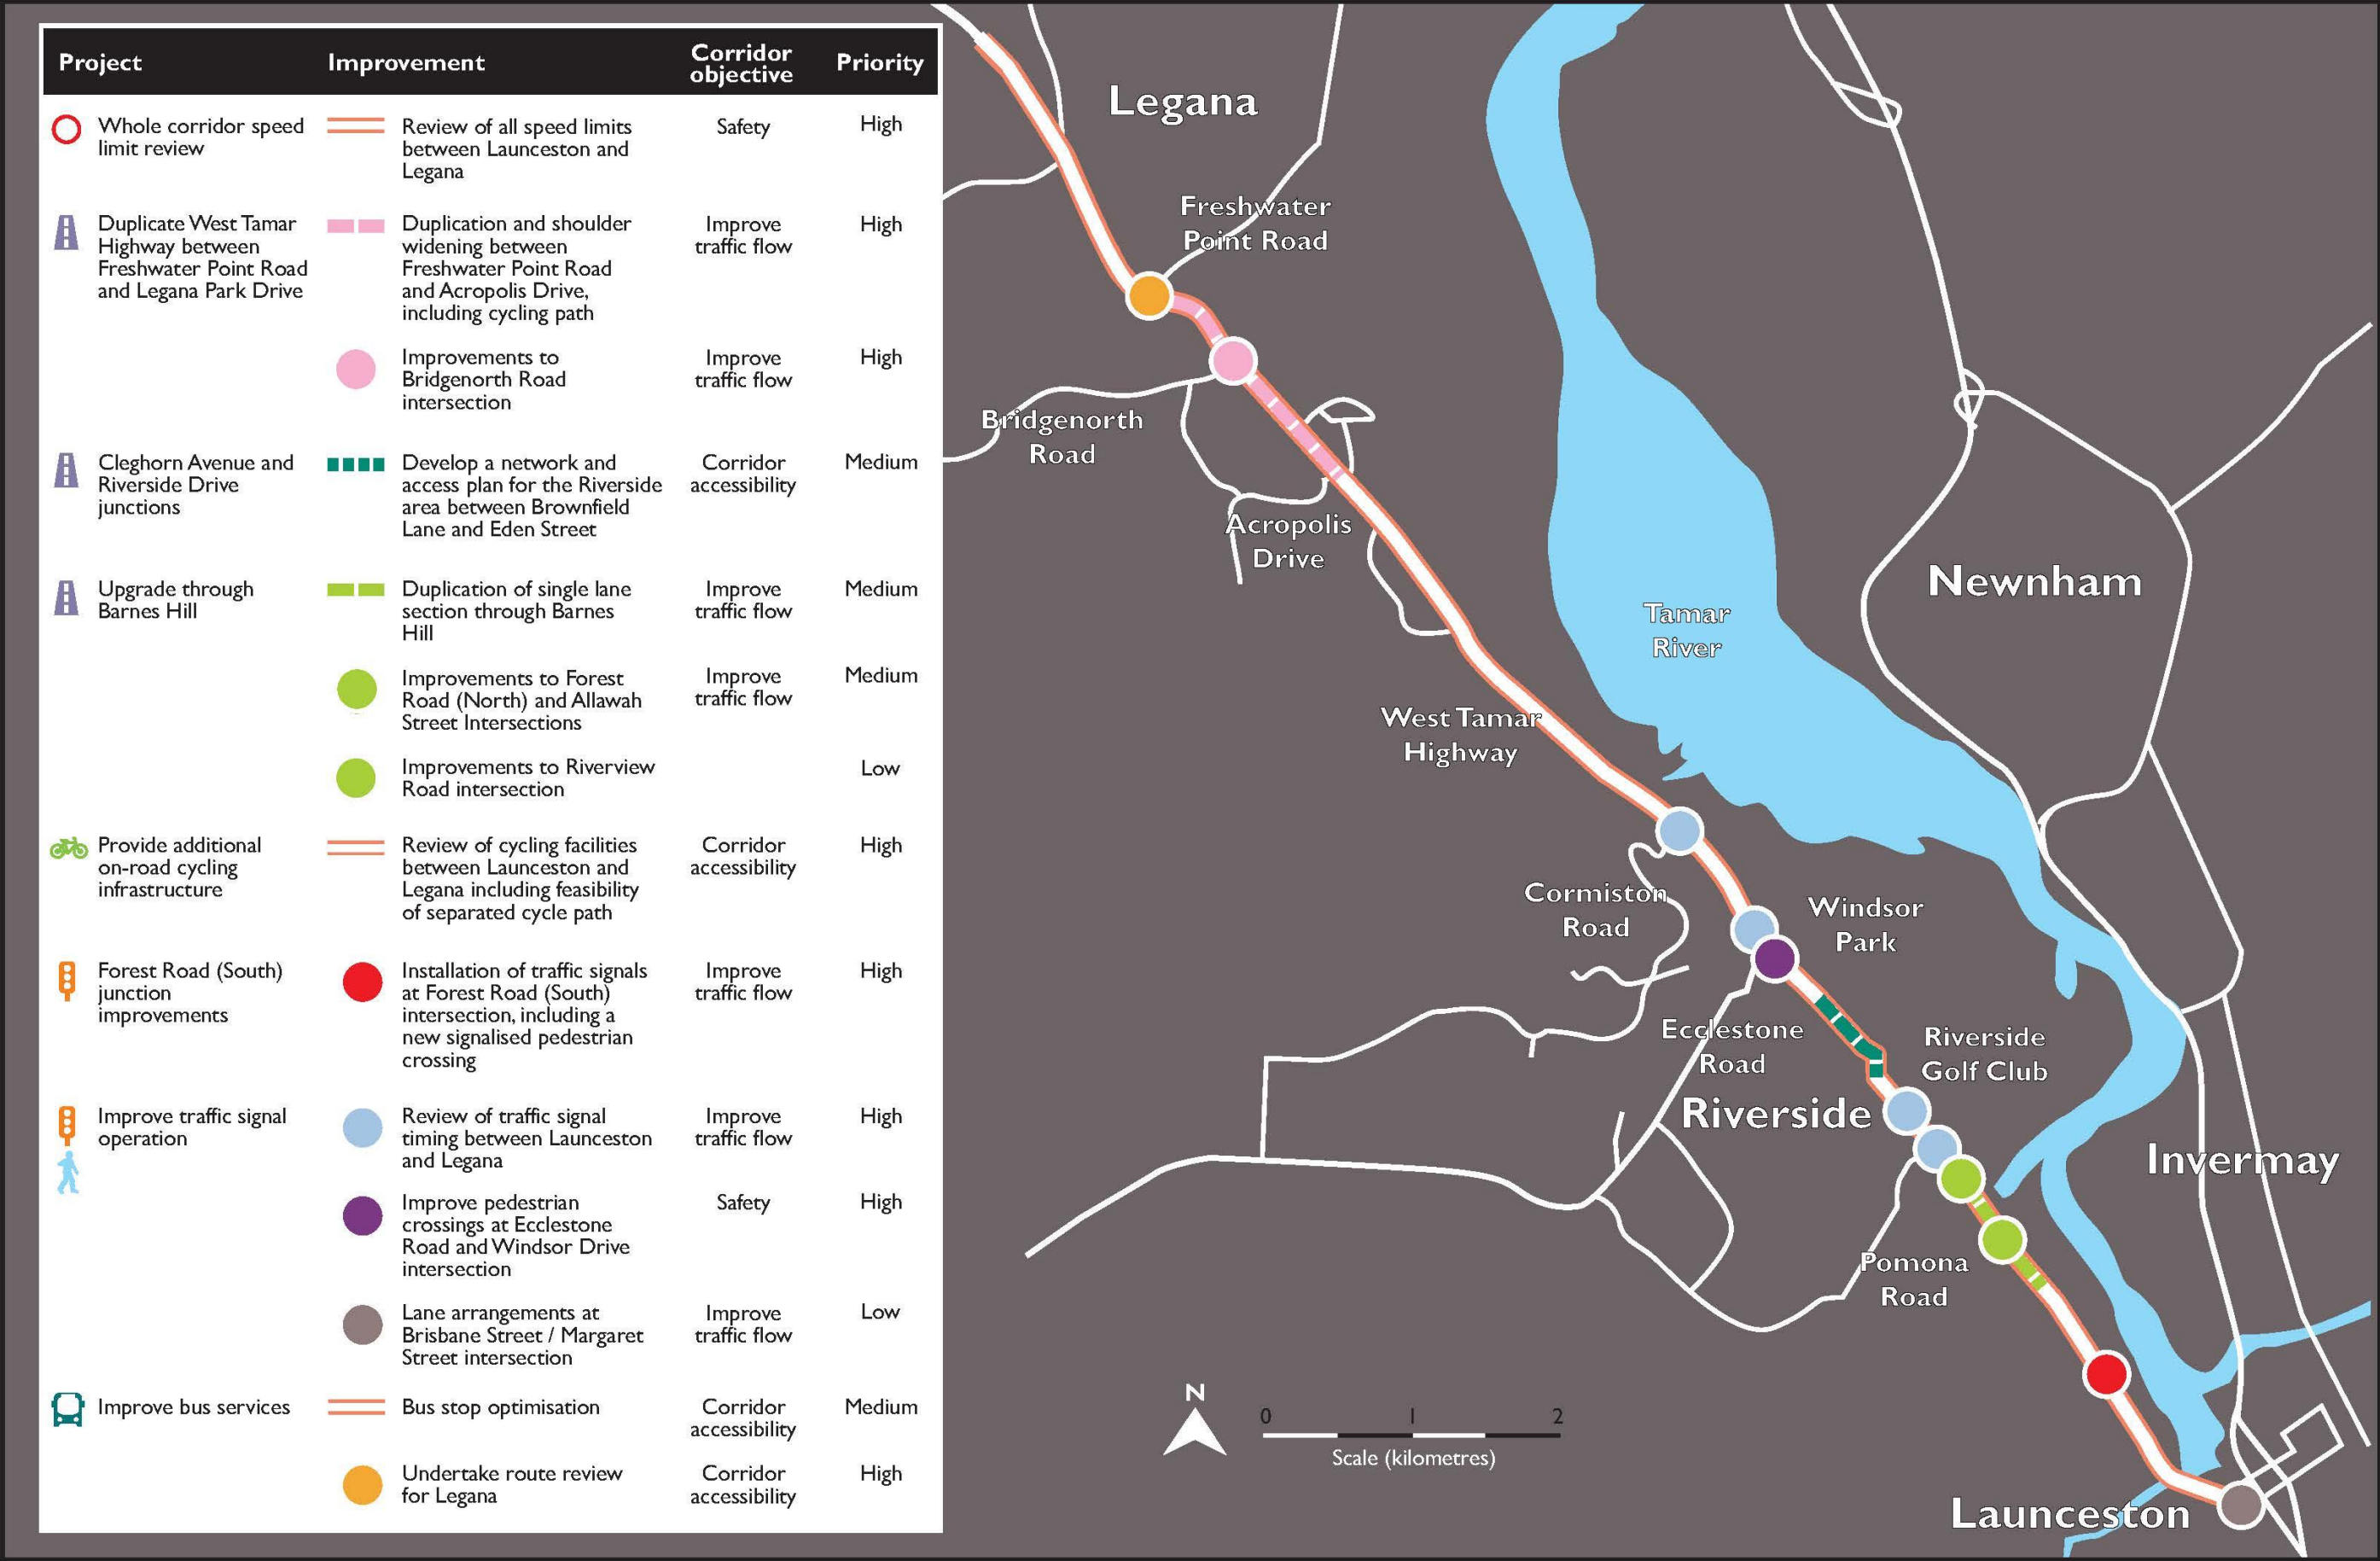 Project
Improvement
Corridor
objective
Priority
Whole corridor speed
limit review
Review of all speed limits
between Launceston and
Legana
Safety
High
Duplicate West Tamar
Highway between
Freshwater Point Road
and Legana Park Drive
Duplication and shoulder
widening between
Freshwater Point Road
and Acropolis Drive,
including cycling path
Improve
traffic flow
High
Improvements to
Bridgenorth Road
intersection
Improve
traffic flow
High
Cleghorn Avenue and
Riverside Drive
junctions
Develop a network and
access plan for the Riverside
area between Brownfield
Lane and Eden Street
Corridor
accessibility
Medium
Upgrade through
Barnes Hill
Duplication of single lane
section through Barnes
Hill
Improve
traffic flow
Medium
Improvements to Forest
Road (North) and Allawah
Street Intersections
Improve
traffic flow
Medium
Improvements to Riverview
Road intersection
Low
Provide additional
on-road cycling
infrastructure
Review of cycling facilities
between Launceston and
Legana including feasibility
of separated cycle path
Corridor
accessibility
High
Forest Road (South)
junction
improvements
Installation of traffic signals
at Forest Road (South)
intersection, including a
new signalised pedestrian
crossing
Improve
traffic flow
High
Improve traffic signal
operation
Review of traffic signal
timing between Launceston
and Legana
Improve
traffic flow
High
Improve pedestrian
crossings at Ecclestone
Road and Windsor Drive
intersection
Safety
High
Lane arrangements at
Brisbane Street / Margaret
Street intersection
Improve
traffic flow
Low
Improve bus services
Bus stop optimisation
Corridor
accessibility
Medium
Undertake route review
for Legana
Corridor
accessibility
High
Legana
Freshwater
Point Road
Bridgenorth
Road
Acropolis
Drive
Newnham
Tamar
River
West Tamar
Highway
Cormiston
Road
Windsor
Park
Ecclestone
Road
Riverside
Golf Club
Riverside
Invermay
Pomona
Road
N
0 1 2
Scale (kilometres)
Launceston